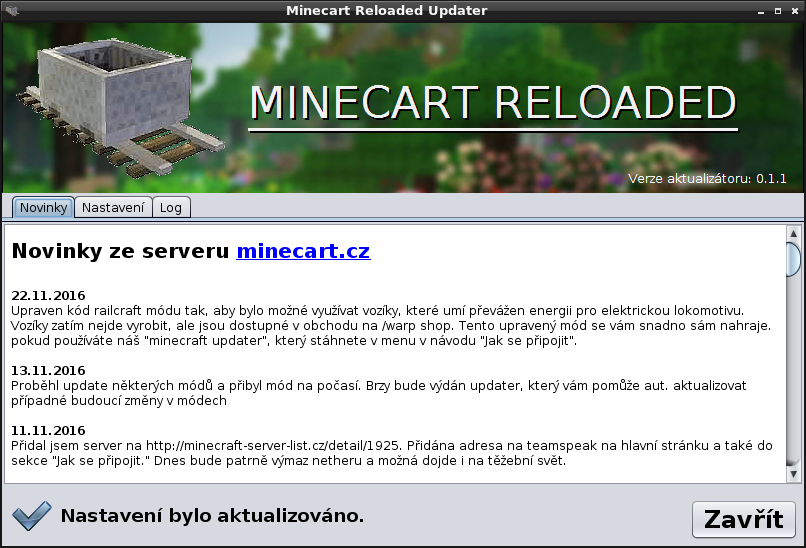 Minecart Reloaded Updater
MINECART RELOADED
Verze aktualizátoru: 0.1.1
Novinky
Nastavení
Log
Novinky ze serveru minecart.cz
22.11.2016
Upraven kód railcraft módu tak, aby bylo možné využívat vozíky, které umí převážen energii pro elektrickou lokomotivu.
Vozíky zatím nejde vyrobit, ale jsou dostupné v obchodu na /warp shop. Tento upravený mód se vám snadno sám nahraje.
pokud používáte náš "minecraft updater", který stáhnete v menu v návodu "Jak se připojit".
13.11.2016
Proběhl update některých módů a přibyl mód na počasí. Brzy bude výdán updater, který vám pomůže aut. aktualizovat
případné budoucí změny v módech
11.11.2016
Přidal jsem server na http://minecraft-server-list.cz/detail/1925. Přidána adresa na teamspeak na hlavní stránku a také do
sekce "Jak se připojit." Dnes bude patrně výmaz netheru a možná dojde i na těžební svět.
Nastavení bylo aktualizováno.
Zavřít